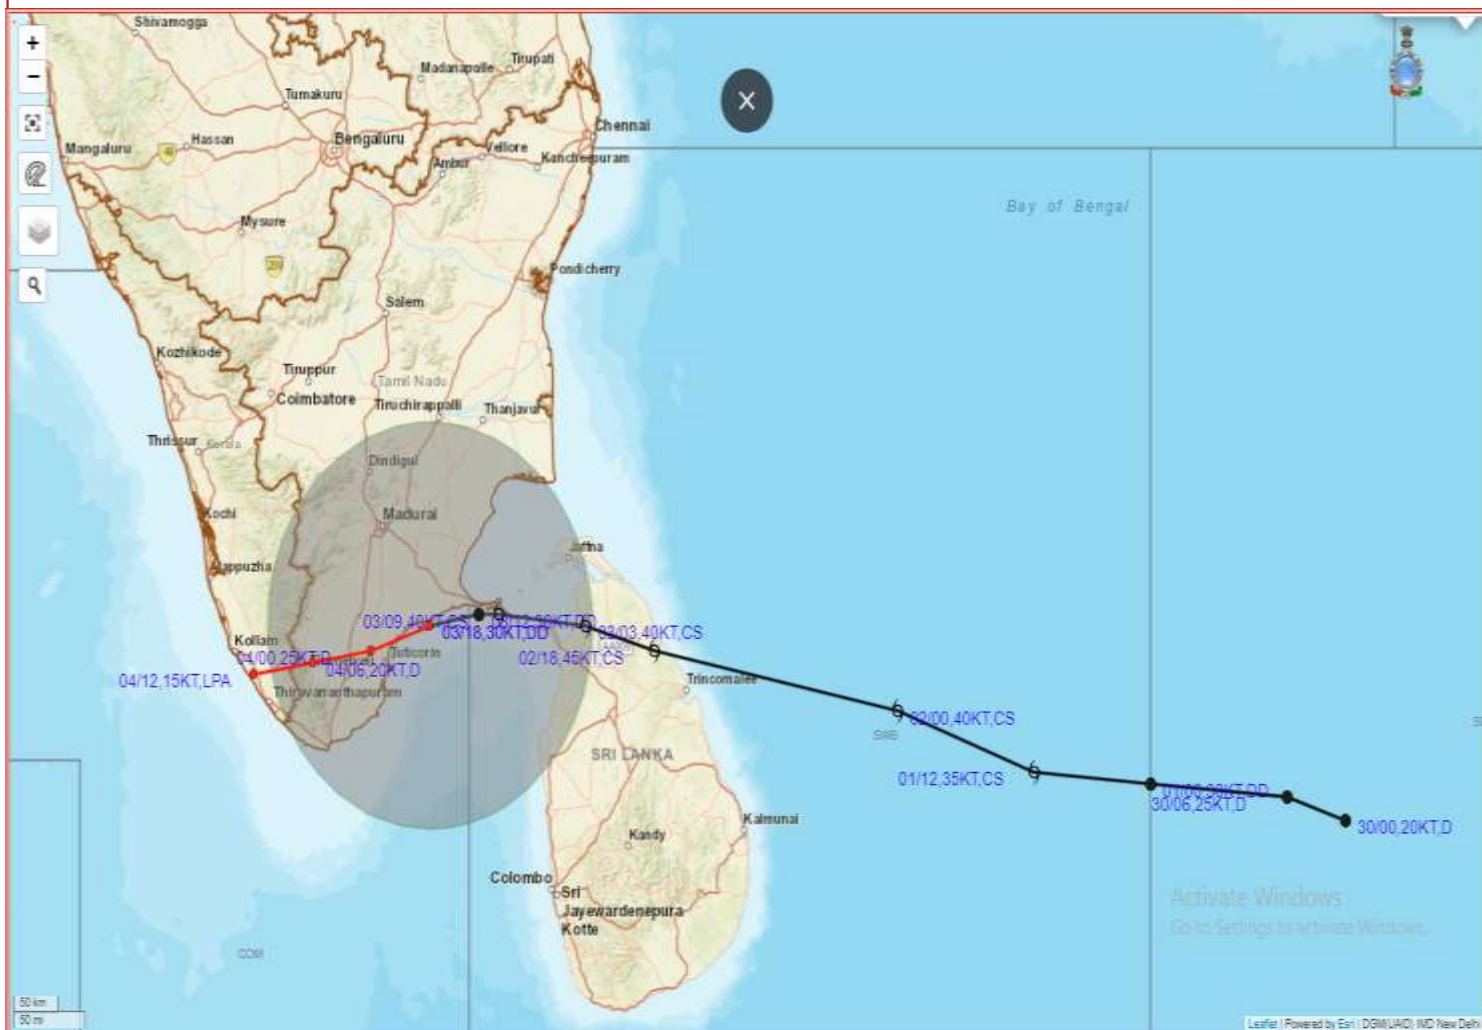 Shivamogga
+
−
Madanapalle
Tirupati
×
Tumakuru
Chennai
Mangaluru
Hassan
48
Bengaluru
Vellore
Ambur
Kancheepuram
Mysure
Bay of Bengal
Pondicherry
Salem
Kozhikode
Tiruppur
Tamil Nadu
Coimbatore
Tiruchirappalli
Thanjavur
Thrissur
Kerala
Dindigul
Kochi
Madurai
Jaffna
Alappuzha
03/09,40KT,CS
03/03,40KT,CS
03/18,30KT,DD
Kollam
04/00,25KT,D
Tuticorin
02/18,45KT,CS
04/06,20KT,D
04/12,15KT,LPA
Trincomalee
Thiruvananthapuram
02/00,40KT,CS
SWB
SRI LANKA
01/12,35KT,CS
30/06,25KT,D
30/00,20KT,D
Kalmunai
Kandy
Colombo
Sri
Jayewardenepura
Kotte
Activate Windows
Go to Settings to activate Windows.
COM
50 km
50 mi
Leaflet | Powered by Esri | DGM(UAC) IMD New Delhi